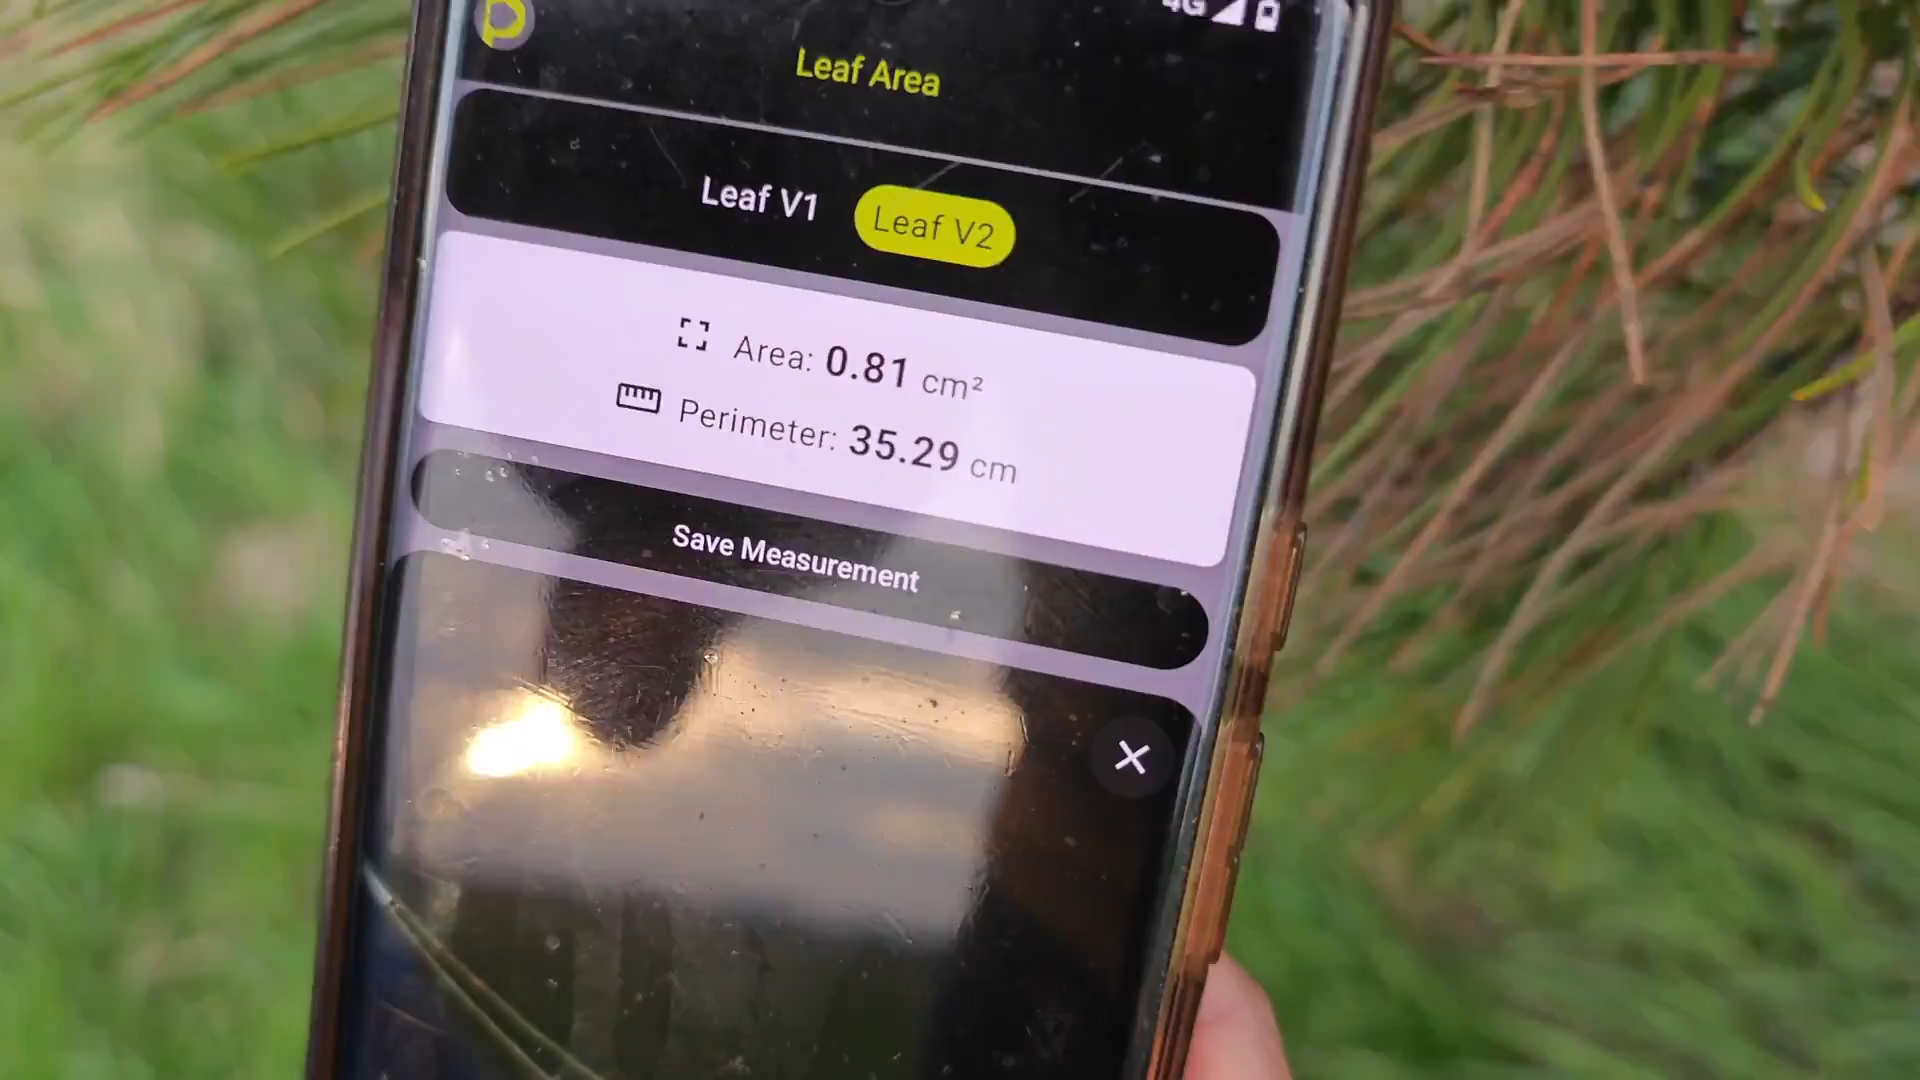 4G
Leaf Area
Leaf V1 Leaf V2
Area: 0.81 cm²
Perimeter: 35.29 cm
Save Measurement